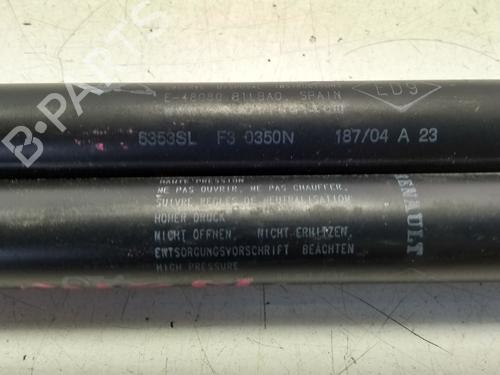 B-PARTS
E-48080 BILBAO SPAIN
6353SL F3 0350N 187/04 A 23
HAUTE PRESSION
NE PAS OUVRIR, NE PAS CHAUFFER,
SUIVRE REGLES DE NEUTRALISATION
HOHER DRUCK
NICHT ÖFFNEN, NICHT ERHITZEN,
ENTSORGUNGSVORSCHRIFT BEACHTEN
HIGH PRESSURE
RENAULT